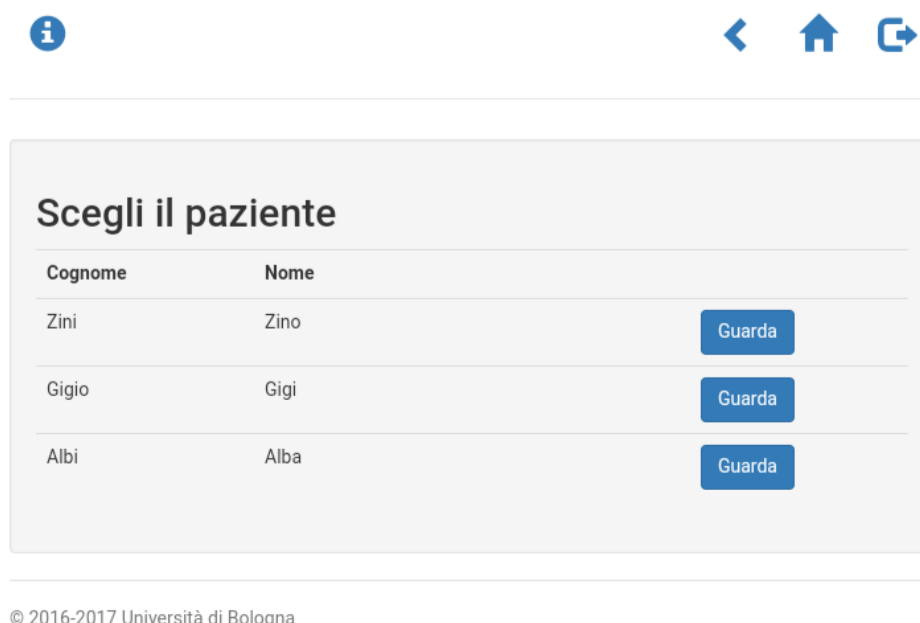 Scegli il paziente
Cognome Nome
Zini Zino Guarda
Gigio Gigi Guarda
Albi Alba Guarda
© 2016-2017 Università di Bologna